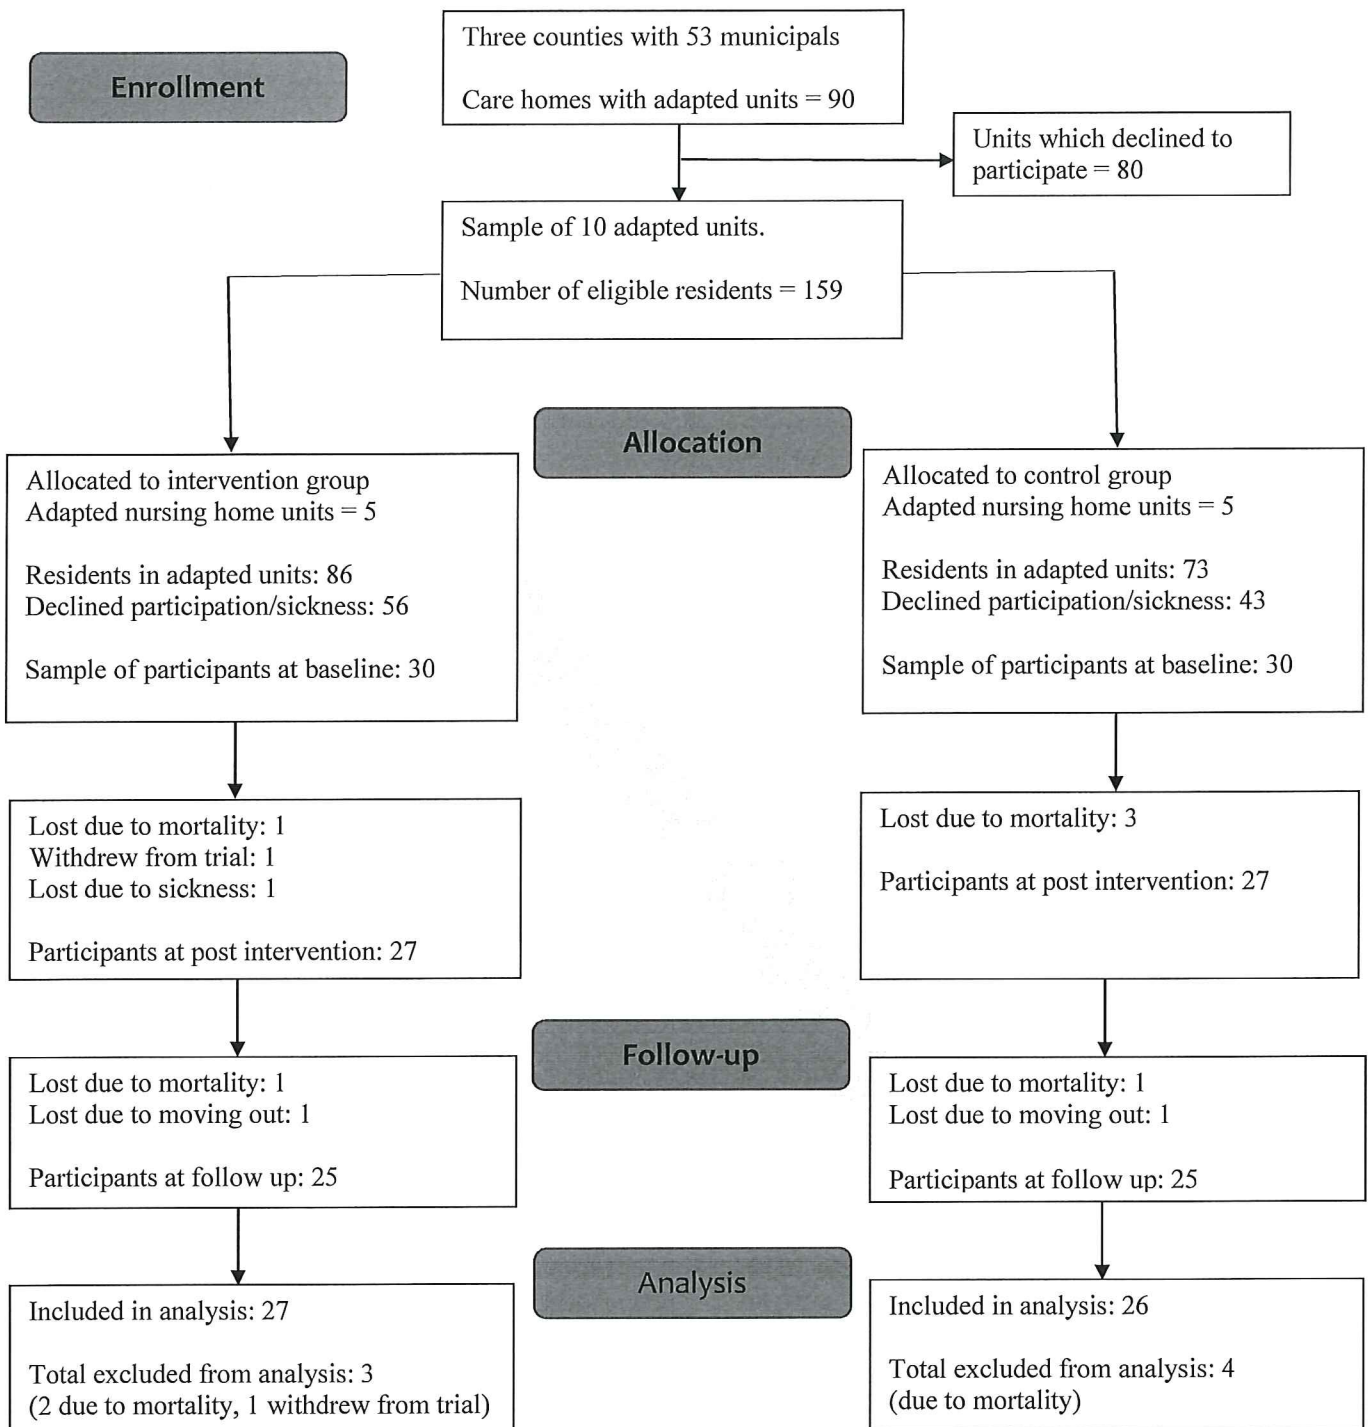 Enrollment
Three counties with 53 municipals
Care homes with adapted units = 90
Units which declined to
participate = 80
Sample of 10 adapted units.
Number of eligible residents = 159
Allocation
Allocated to intervention group
Adapted nursing home units = 5
Residents in adapted units: 86
Declined participation/sickness: 56
Sample of participants at baseline: 30
Allocated to control group
Adapted nursing home units = 5
Residents in adapted units: 73
Declined participation/sickness: 43
Sample of participants at baseline: 30
Lost due to mortality: 1
Withdrew from trial: 1
Lost due to sickness: 1
Participants at post intervention: 27
Lost due to mortality: 3
Participants at post intervention: 27
Follow-up
Lost due to mortality: 1
Lost due to moving out: 1
Participants at follow up: 25
Lost due to mortality: 1
Lost due to moving out: 1
Participants at follow up: 25
Analysis
Included in analysis: 27
Total excluded from analysis: 3
(2 due to mortality, 1 withdrew from trial)
Included in analysis: 26
Total excluded from analysis: 4
(due to mortality)